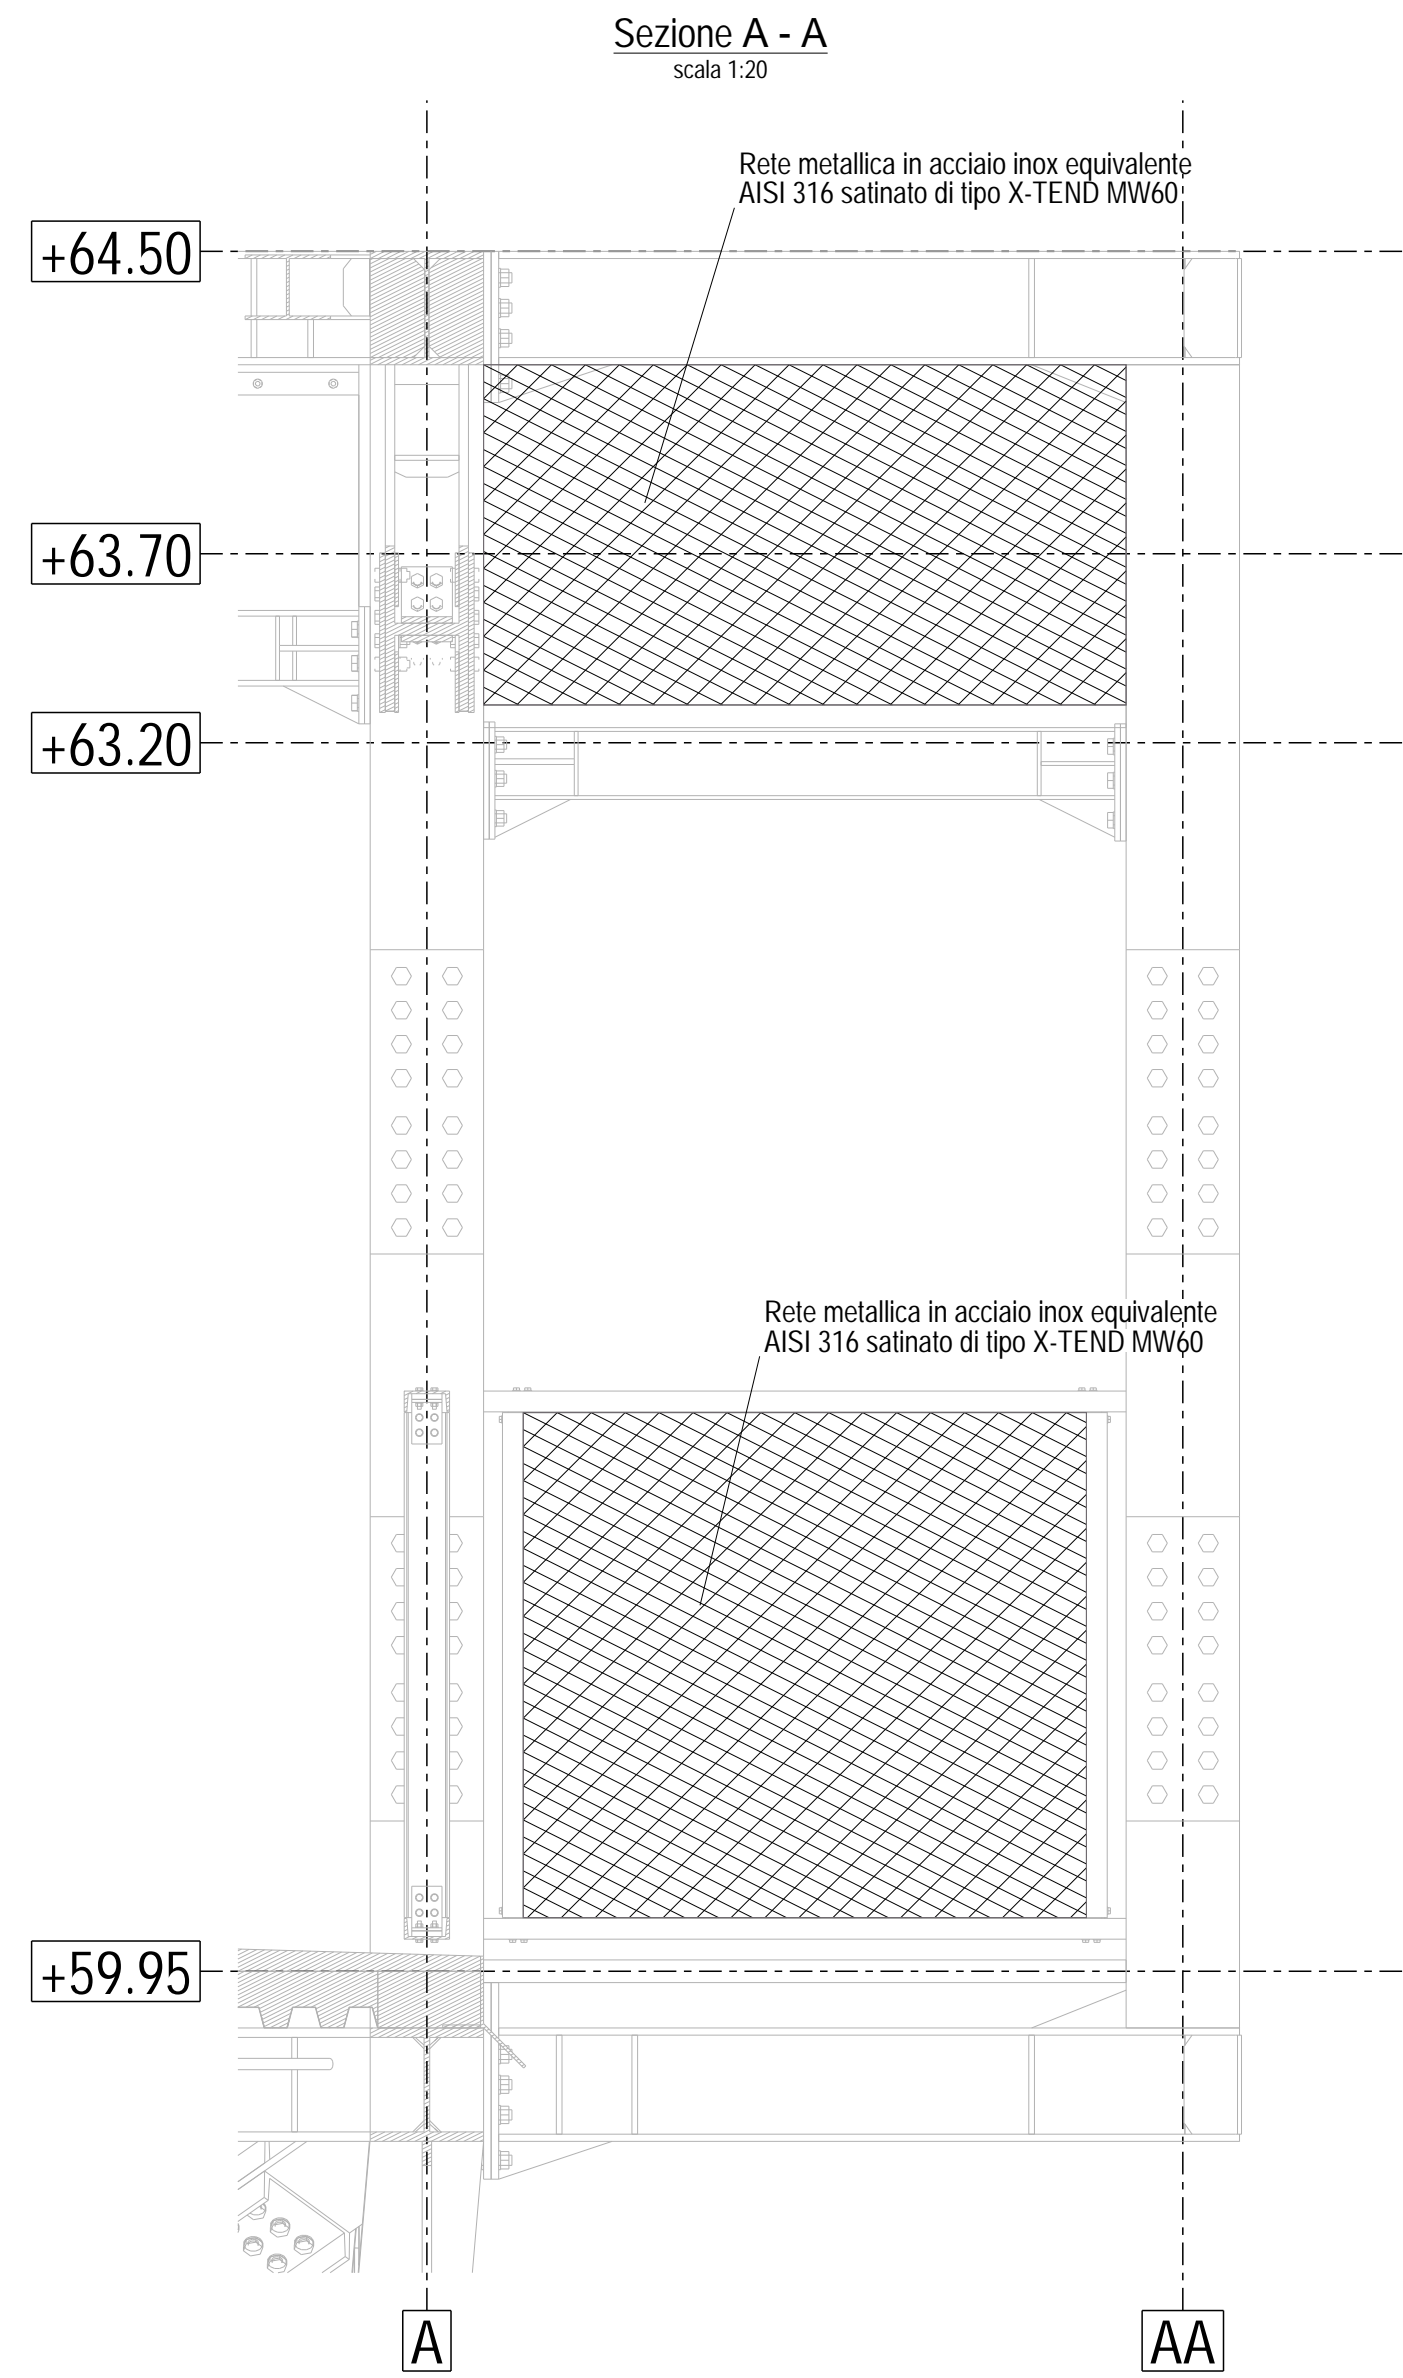 Sezione A - A
scala 1:20
Rete metallica in acciaio inox equivalente
AISI 316 satinato di tipo X-TEND MW60
+64.50
+63.70
+63.20
Rete metallica in acciaio inox equivalente
AISI 316 satinato di tipo X-TEND MW60
+59.95
A
AA